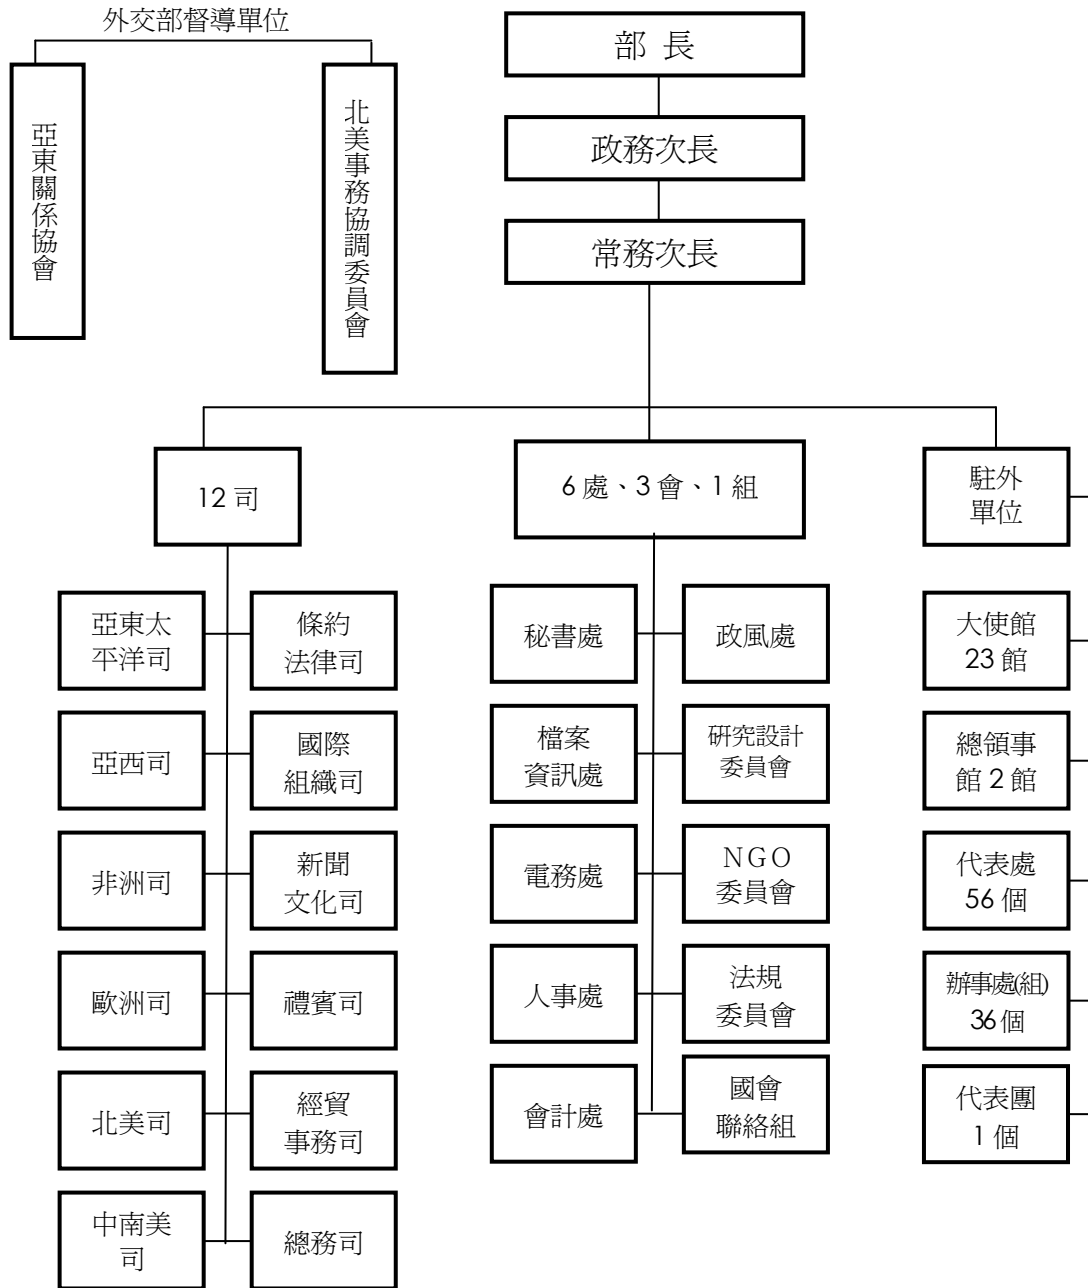 外交部督導單位
亞東關係協會
北美事務協調委員會
部 長
政務次長
常務次長
12 司
6 處、3 會、1 組
駐外
單位
亞東太
平洋司
條約
法律司
亞西司
國際
組織司
非洲司
新聞
文化司
歐洲司
禮賓司
北美司
經貿
事務司
中南美
司
總務司
秘書處
政風處
檔案
資訊處
研究設計
委員會
電務處
NGO
委員會
人事處
法規
委員會
會計處
國會
聯絡組
大使館
23 館
總領事
館 2 館
代表處
56 個
辦事處(組)
36 個
代表團
1 個